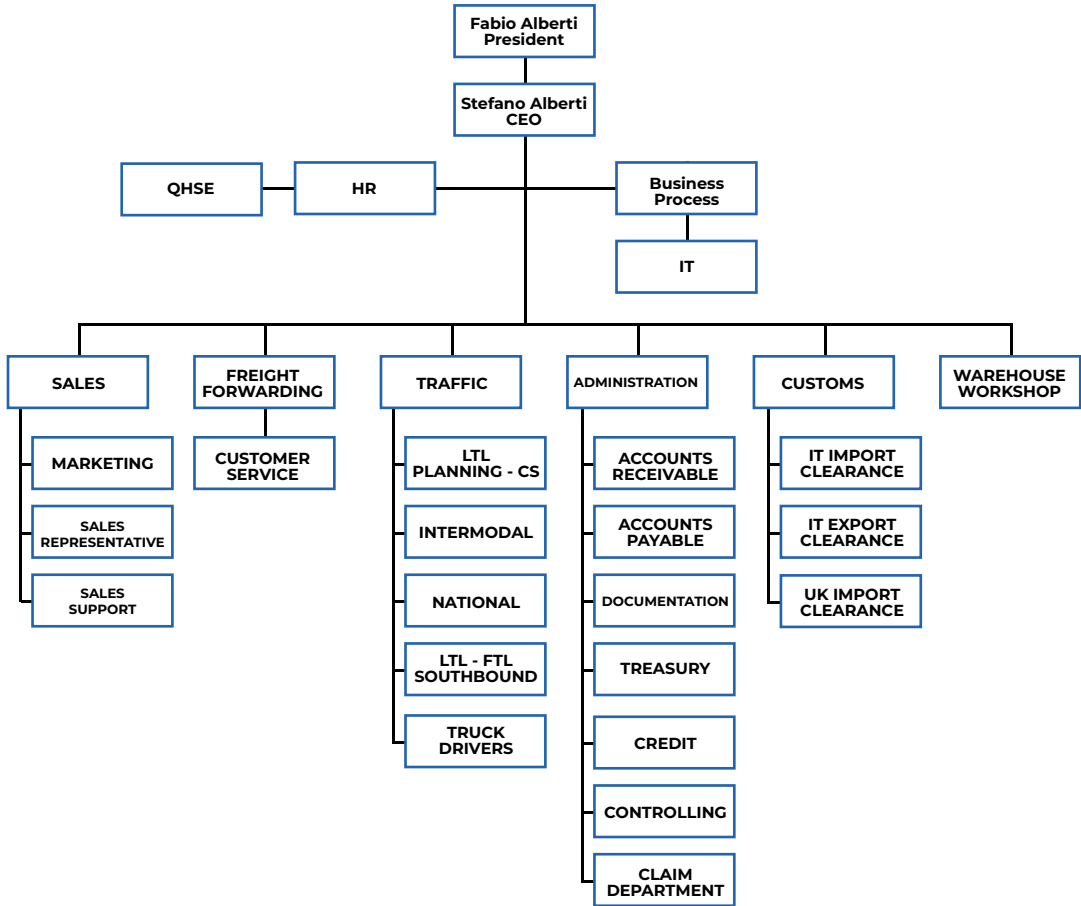 Fabio Alberti
President
Stefano Alberti
CEO
QHSE
HR
Business
Process
IT
SALES
FREIGHT
FORWARDING
TRAFFIC
ADMINISTRATION
CUSTOMS
WAREHOUSE
WORKSHOP
MARKETING
SALES
REPRESENTATIVE
SALES
SUPPORT
CUSTOMER
SERVICE
LTL
PLANNING - CS
INTERMODAL
NATIONAL
LTL - FTL
SOUTHBOUND
TRUCK
DRIVERS
ACCOUNTS
RECEIVABLE
ACCOUNTS
PAYABLE
DOCUMENTATION
TREASURY
CREDIT
CONTROLLING
CLAIM
DEPARTMENT
IT IMPORT
CLEARANCE
IT EXPORT
CLEARANCE
UK IMPORT
CLEARANCE